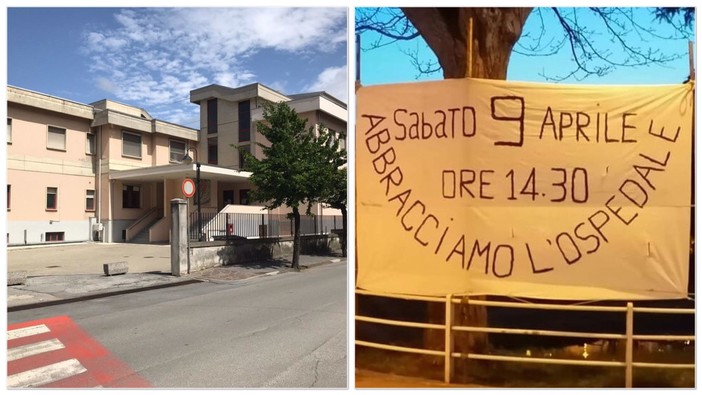 SabaTO 9 APRILE
ORE 14.30
ABBRACCiAMO L'OSPEDALE